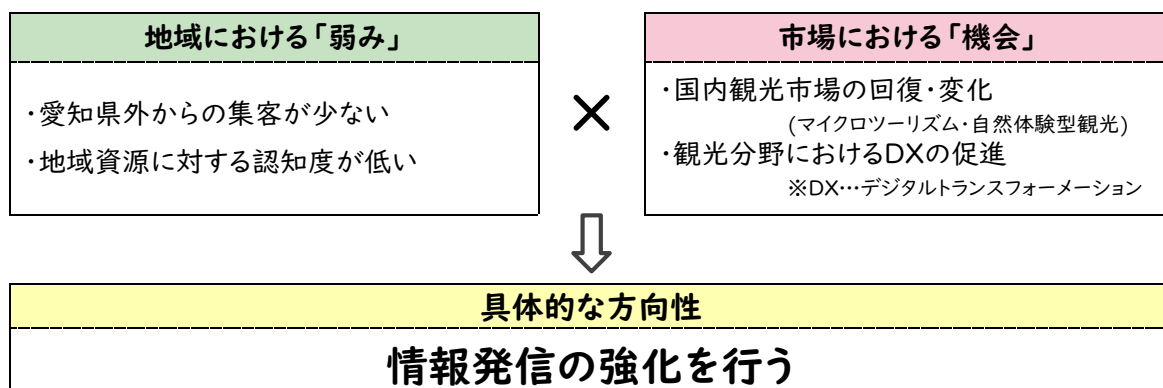 地域における「弱み」
・愛知県外からの集客が少ない
・地域資源に対する認知度が低い
×
市場における「機会」
・国内観光市場の回復・変化
(マイクロツーリズム・自然体験型観光)
・観光分野におけるDXの促進
※DX…デジタルトランスフォーメーション
具体的な方向性
情報発信の強化を行う